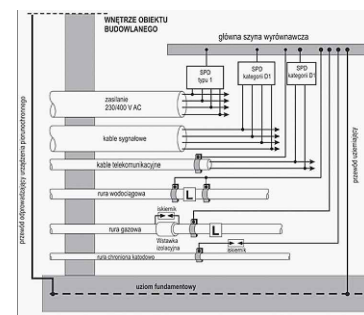 WNĘTRZE OBIEKTU
BUDOWLANEGO
główna szyna wyrównawcza
SPD
typu 1
SPD
kategorii D1
SPD
kategorii D1
zasilanie
230/400 V AC
kable sygnałowe
kable telekomunikacyjne
rura wodociągowa
L
iskiernik
rura gazowa
L
Wstawka
izolacyjna
iskiernik
rura chroniona katodowo
uziom fundamentowy
przewód odprowadzający urządzenia piorunochronnego
przewód uziemiający